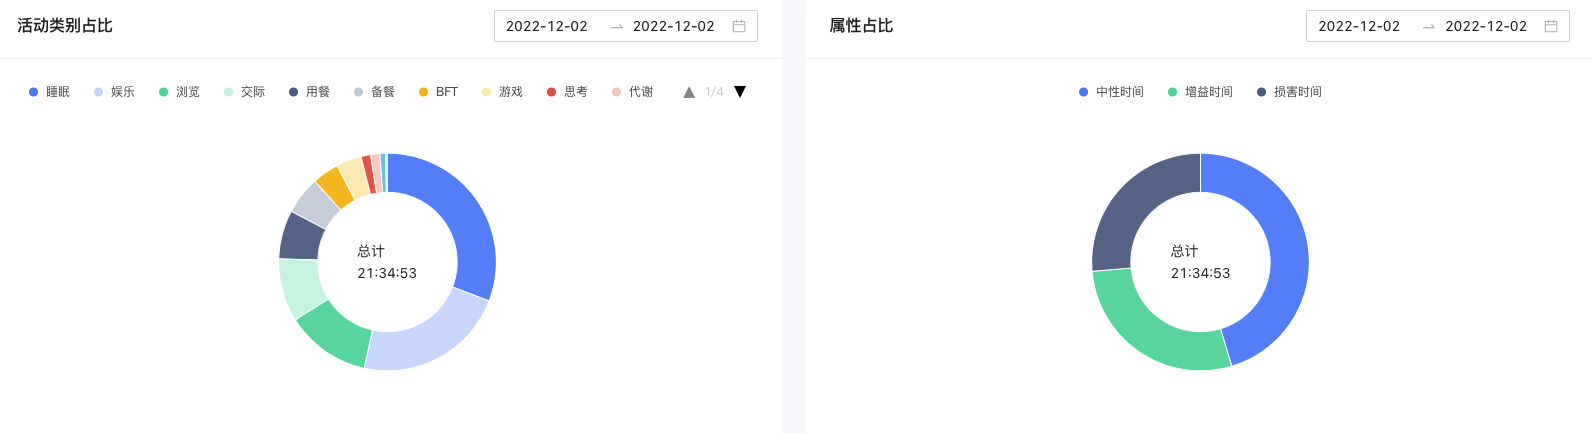 活动类别占比
2022-12-02 → 2022-12-02
睡眠 娱乐 浏览 交际 用餐 备餐 BFT 游戏 思考 代谢 1/4
总计
21:34:53
属性占比
2022-12-02 → 2022-12-02
中性时间 增益时间 损害时间
总计
21:34:53